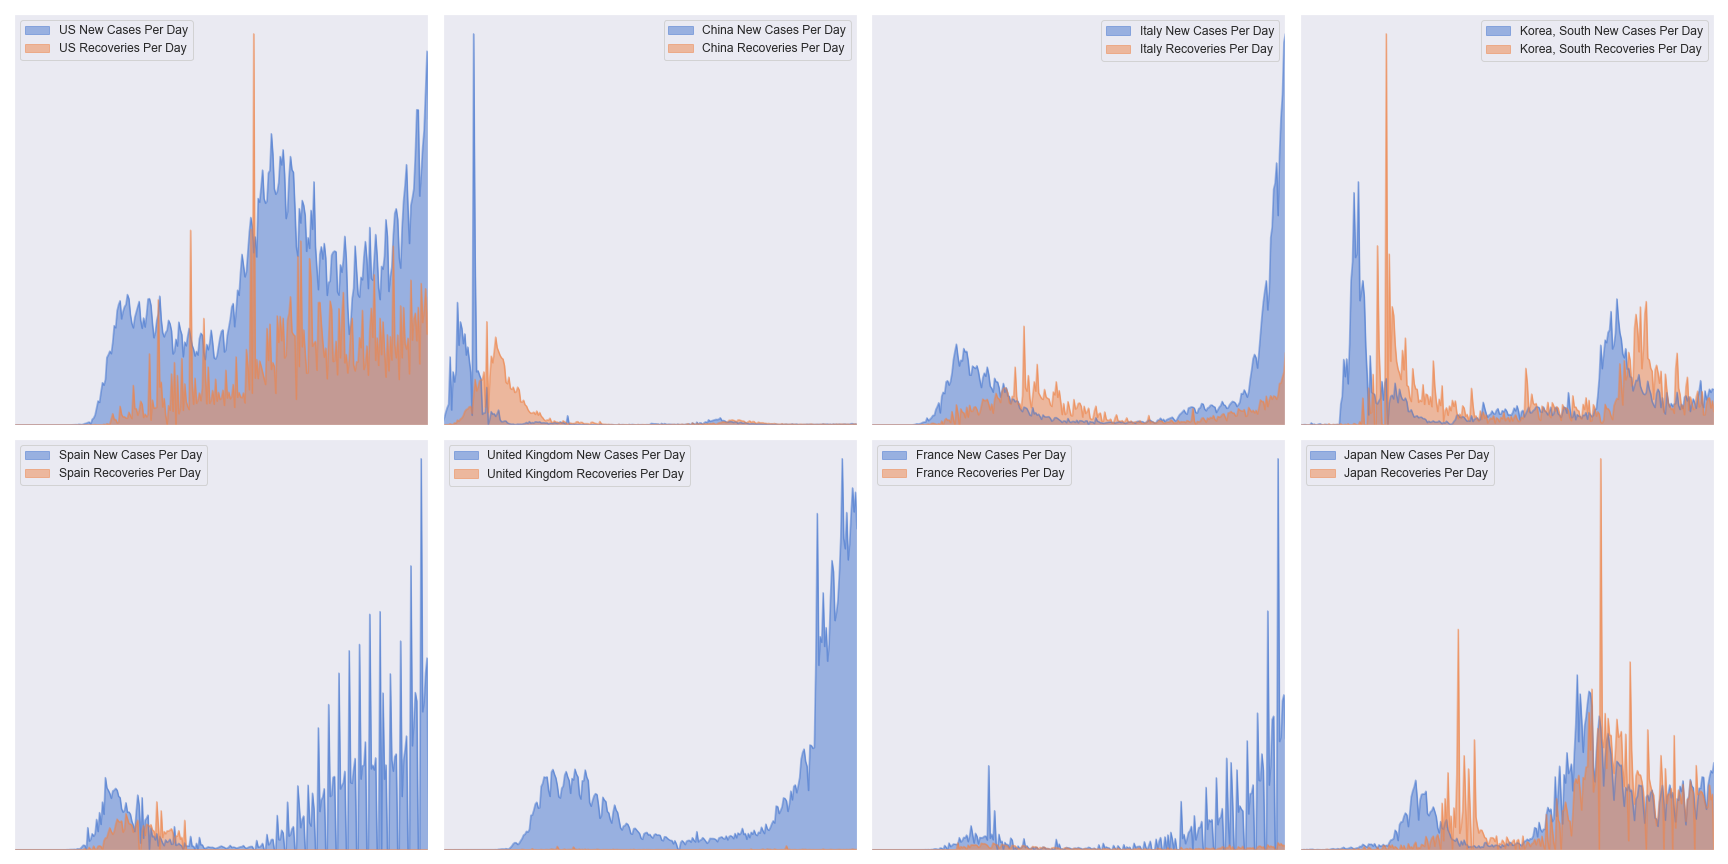 US New Cases Per Day
US Recoveries Per Day
China New Cases Per Day
China Recoveries Per Day
Italy New Cases Per Day
Italy Recoveries Per Day
Korea, South New Cases Per Day
Korea, South Recoveries Per Day
Spain New Cases Per Day
Spain Recoveries Per Day
United Kingdom New Cases Per Day
United Kingdom Recoveries Per Day
France New Cases Per Day
France Recoveries Per Day
Japan New Cases Per Day
Japan Recoveries Per Day